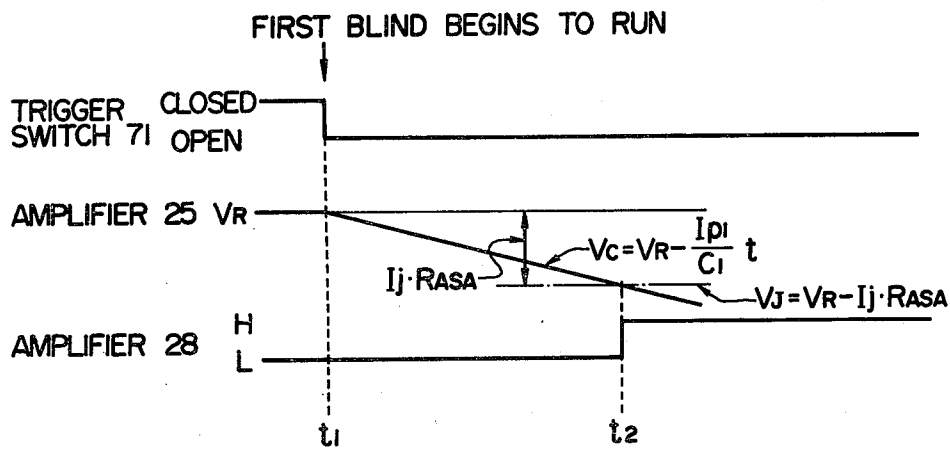 FIRST BLIND BEGINS TO RUN
TRIGGER SWITCH 71
CLOSED
OPEN
AMPLIFIER 25 VR
Ij·RASA
VC=VR-Ip1/C1 t
VJ=VR-Ij·RASA
AMPLIFIER 28
H
L
t1
t2